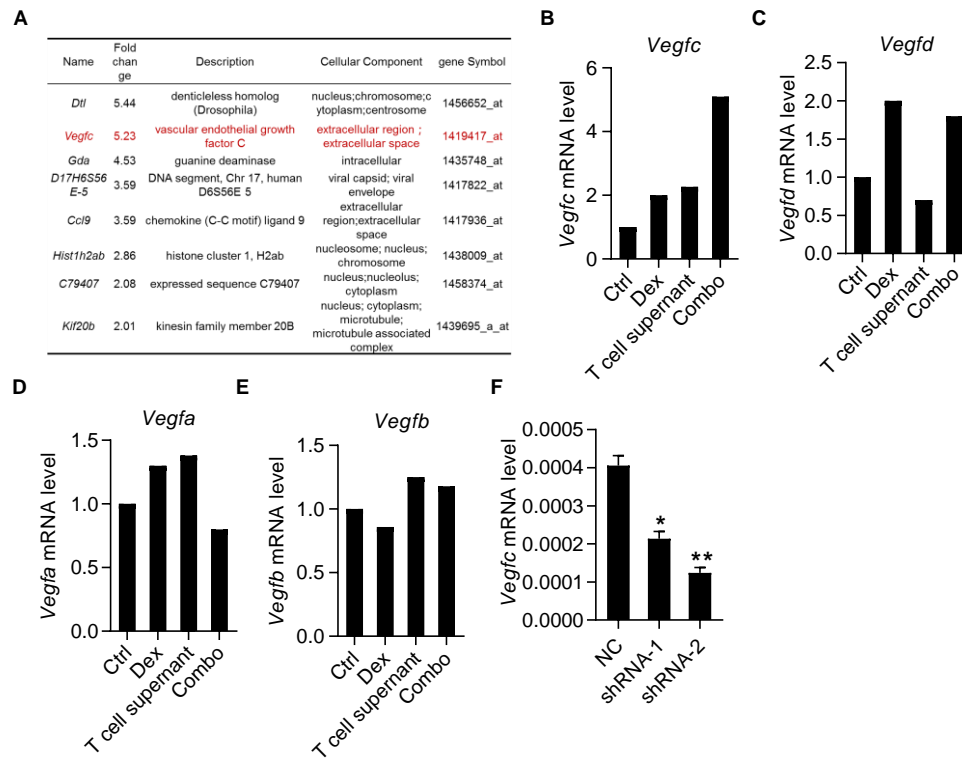 A
Name Fold change Description Cellular Component gene Symbol
Dtl 5.44 denticleless homolog (Drosophila) nucleus;chromosome;cytoplasm;centrosome 1456652_at
Vegfc 5.23 vascular endothelial growth factor C extracellular region ; extracellular space 1419417_at
Gda 4.53 guanine deaminase intracellular 1435748_at
D17H6S56E-5 3.59 DNA segment, Chr 17, human D6S56E 5 viral capsid; viral envelope 1417822_at
Ccl9 3.59 chemokine (C-C motif) ligand 9 extracellular region;extracellular space 1417936_at
Hist1h2ab 2.86 histone cluster 1, H2ab nucleosome; nucleus; chromosome 1438009_at
C79407 2.08 expressed sequence C79407 nucleus;nucleolus; cytoplasm 1458374_at
Kif20b 2.01 kinesin family member 20B nucleus; cytoplasm; microtubule; microtubule associated complex 1439695_a_at
B
Vegfc
Vegfc mRNA level
6
4
2
0
Ctrl
Dex
T cell supernant
Combo
C
Vegfd
Vegfd mRNA level
2.5
2.0
1.5
1.0
0.5
0.0
Ctrl
Dex
T cell supernant
Combo
D
Vegfa
Vegfa mRNA level
1.5
1.0
0.5
0.0
Ctrl
Dex
T cell supernant
Combo
E
Vegfb
Vegfb mRNA level
1.5
1.0
0.5
0.0
Ctrl
Dex
T cell supernant
Combo
F
Vegfc mRNA level
0.0005
0.0004
0.0003
0.0002
0.0001
0.0000
*
**
NC
shRNA-1
shRNA-2